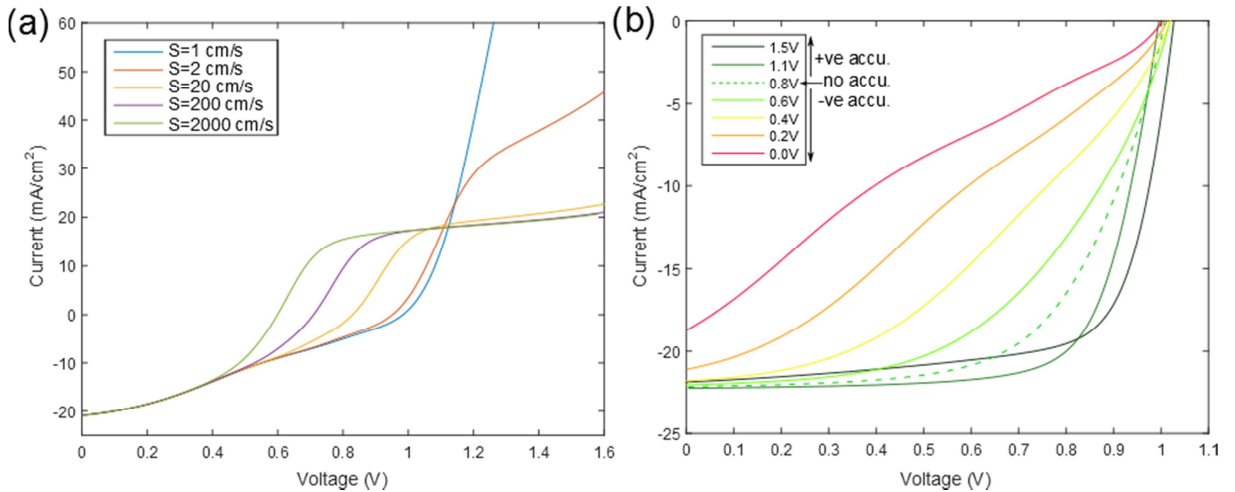 (a)
60
50
40
30
20
10
0
-10
-20
S=1 cm/s
S=2 cm/s
S=20 cm/s
S=200 cm/s
S=2000 cm/s
Current (mA/cm²)
0 0.2 0.4 0.6 0.8 1 1.2 1.4 1.6
Voltage (V)
(b)
0
-5
-10
-15
-20
-25
1.5V
1.1V
0.8V
0.6V
0.4V
0.2V
0.0V
+ve accu.
no accu.
-ve accu.
Current (mA/cm²)
0 0.1 0.2 0.3 0.4 0.5 0.6 0.7 0.8 0.9 1 1.1
Voltage (V)